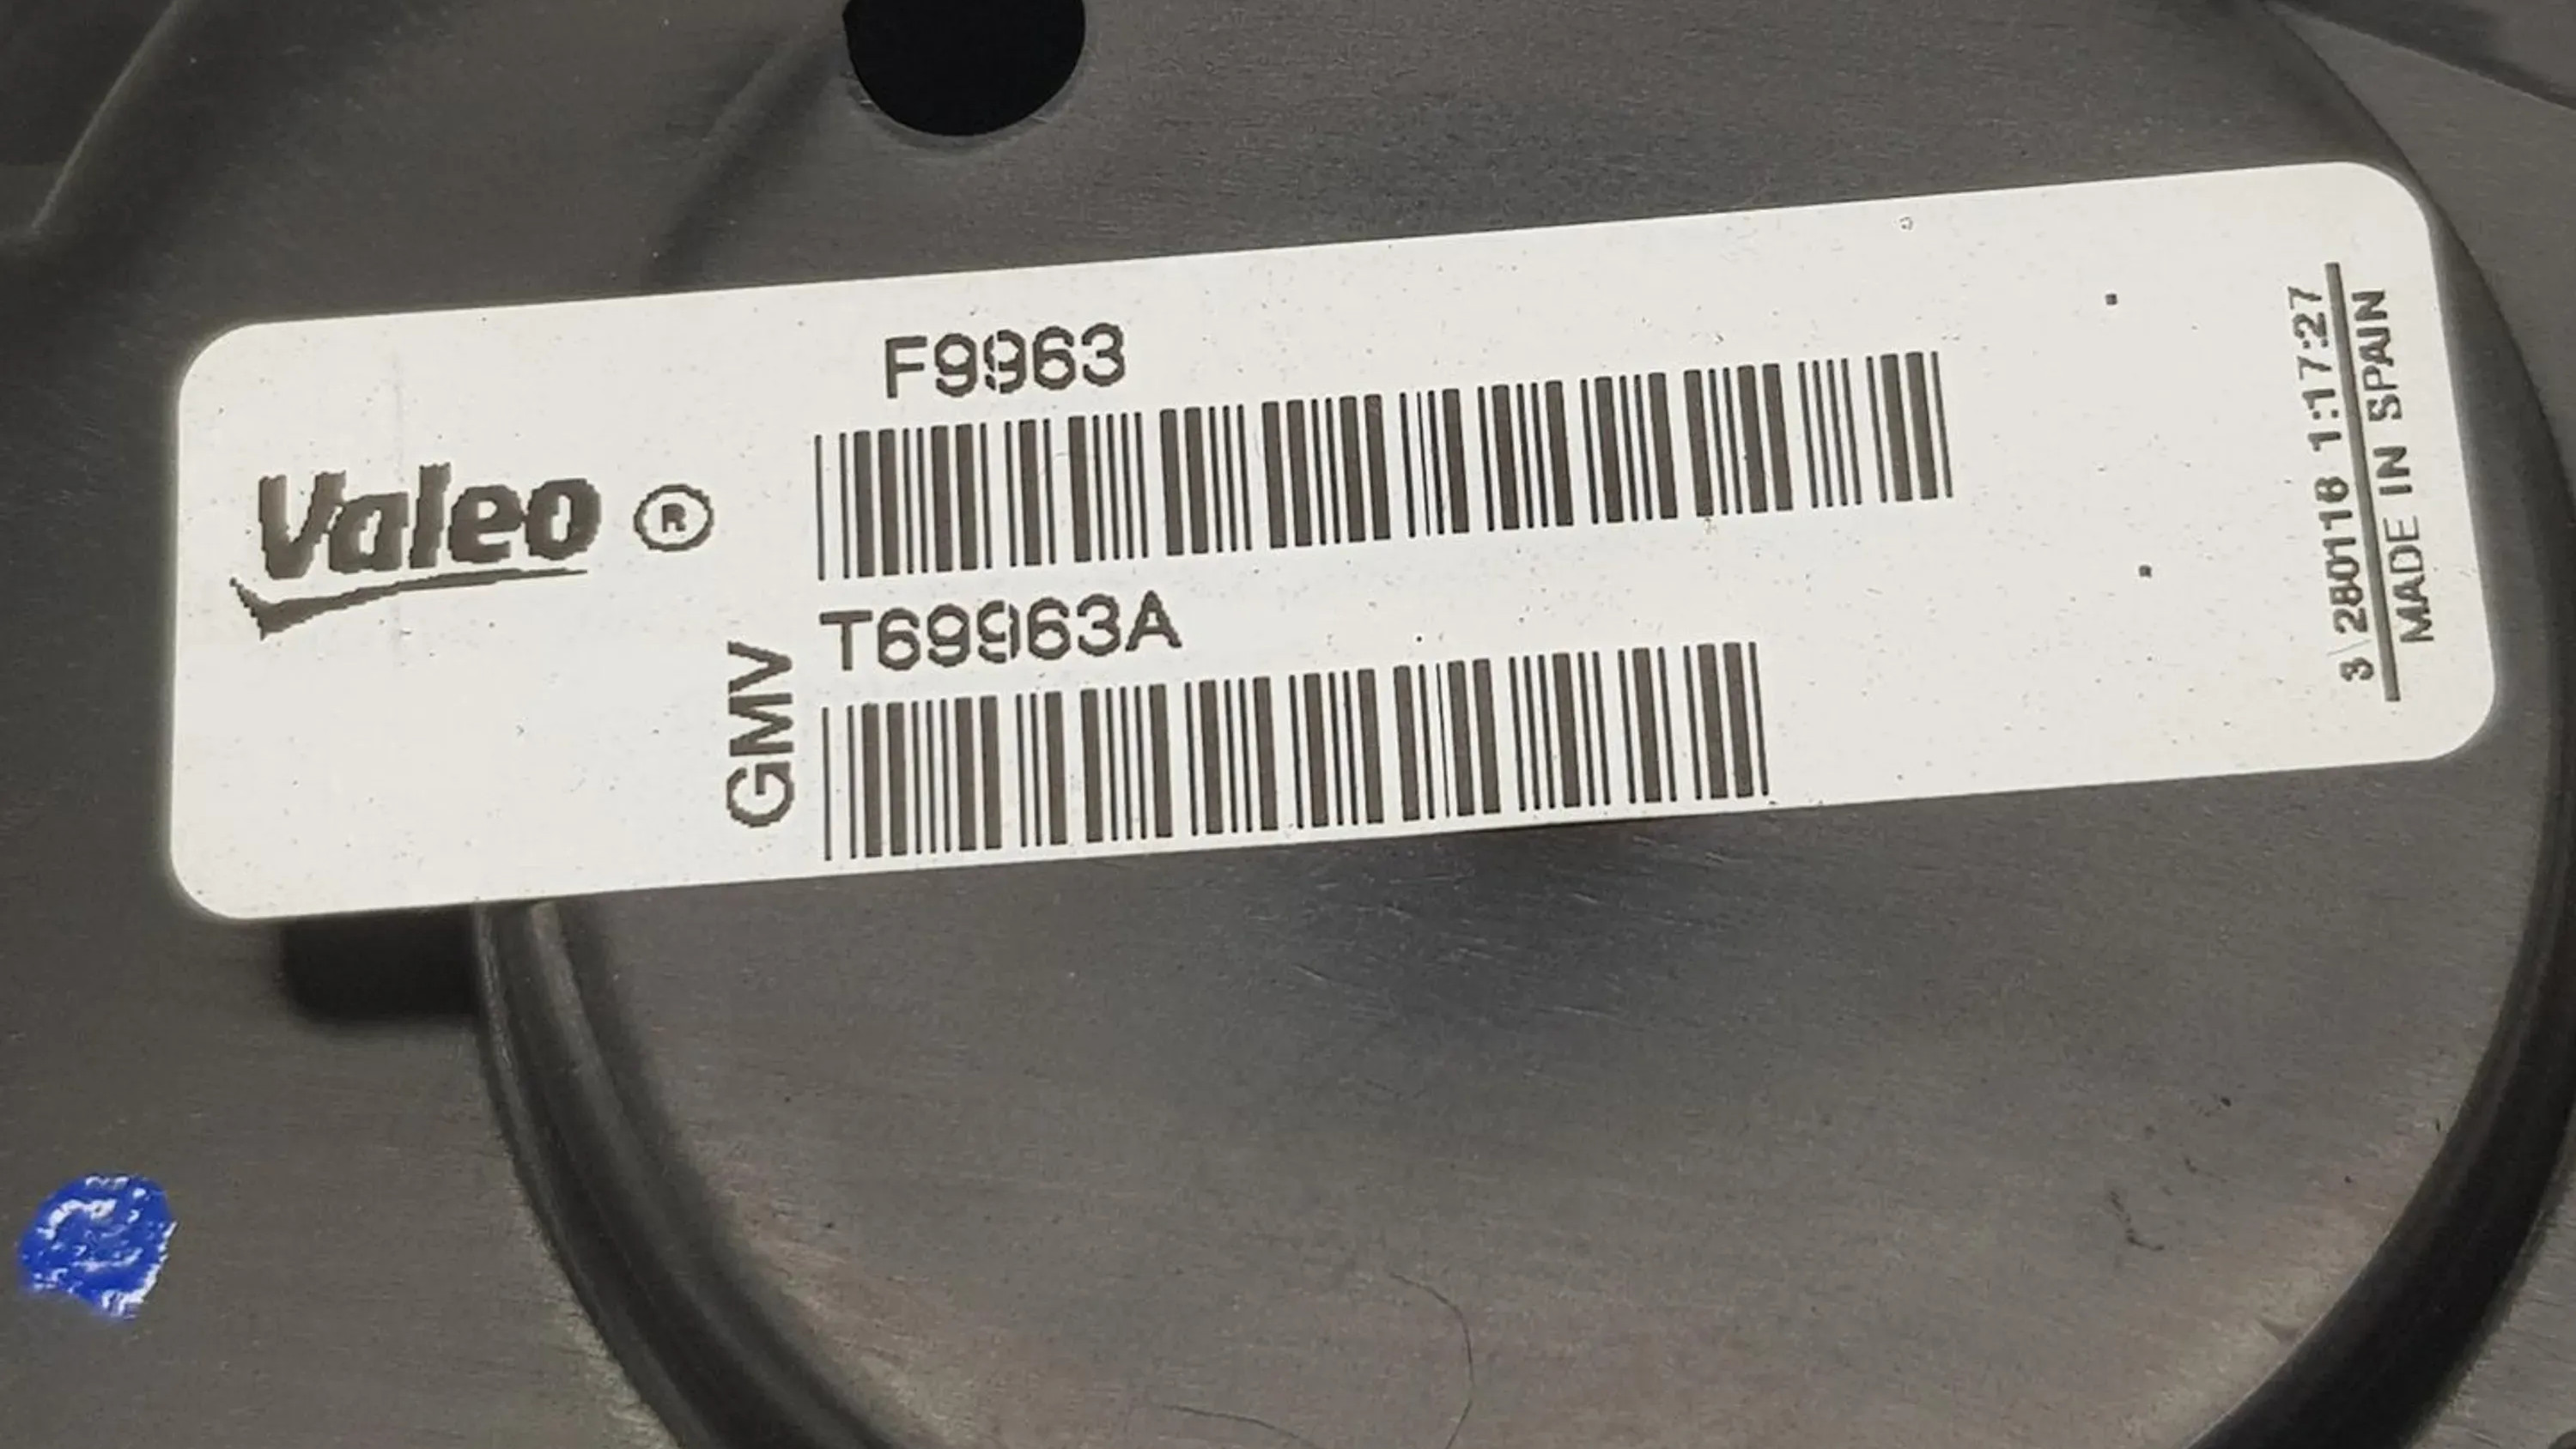 Valeo ®
F9963
T69963A
GMV
3 280118 1:17:27
MADE IN SPAIN